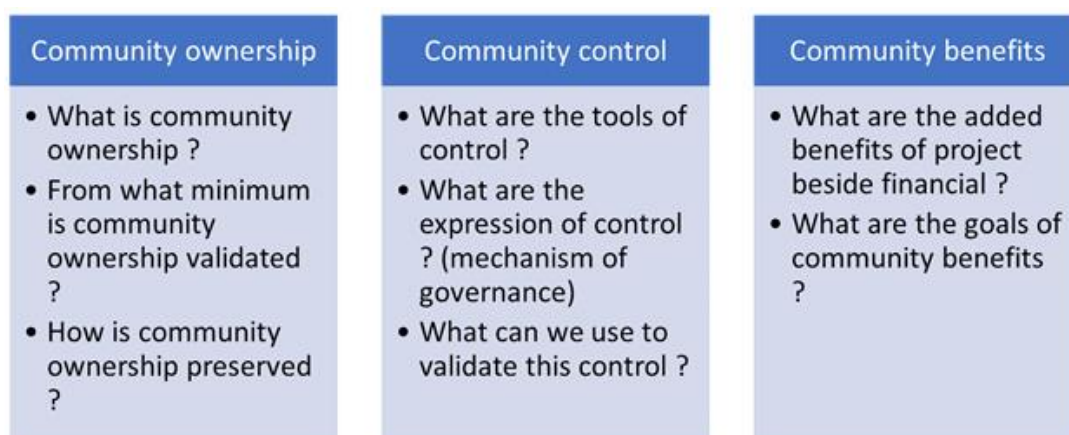 Community ownership
• What is community
ownership ?
• From what minimum
is community
ownership validated
?
• How is community
ownership preserved
?
Community control
• What are the tools of
control ?
• What are the
expression of control
? (mechanism of
governance)
• What can we use to
validate this control ?
Community benefits
• What are the added
benefits of project
beside financial ?
• What are the goals of
community benefits
?